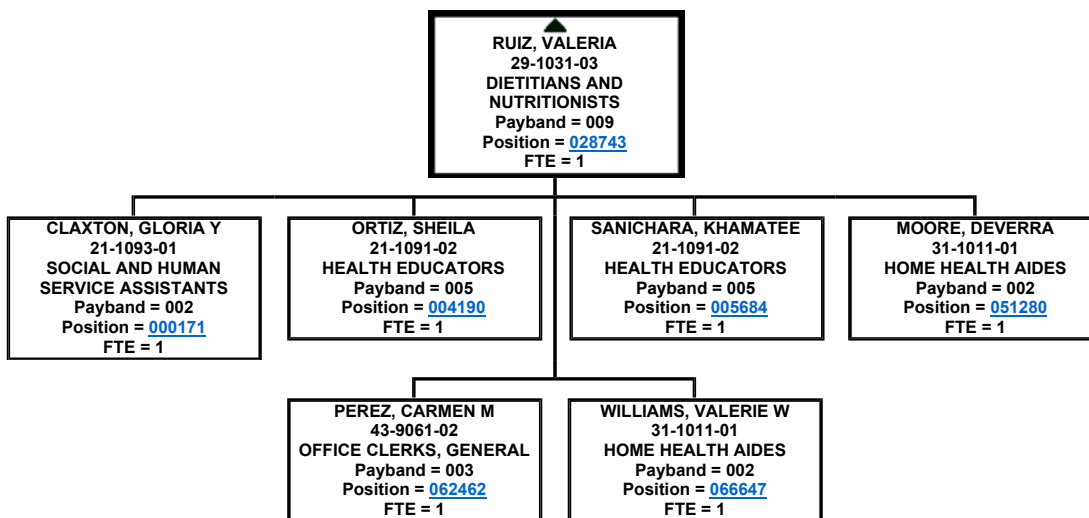 RUIZ, VALERIA
29-1031-03
DIETITIANS AND
NUTRITIONISTS
Payband = 009
Position = 028743
FTE = 1
CLAXTON, GLORIA Y
21-1093-01
SOCIAL AND HUMAN
SERVICE ASSISTANTS
Payband = 002
Position = 000171
FTE = 1
ORTIZ, SHEILA
21-1091-02
HEALTH EDUCATORS
Payband = 005
Position = 004190
FTE = 1
SANICHARA, KHAMATEE
21-1091-02
HEALTH EDUCATORS
Payband = 005
Position = 005684
FTE = 1
MOORE, DEVERRA
31-1011-01
HOME HEALTH AIDES
Payband = 002
Position = 051280
FTE = 1
PEREZ, CARMEN M
43-9061-02
OFFICE CLERKS, GENERAL
Payband = 003
Position = 062462
FTE = 1
WILLIAMS, VALERIE W
31-1011-01
HOME HEALTH AIDES
Payband = 002
Position = 066647
FTE = 1